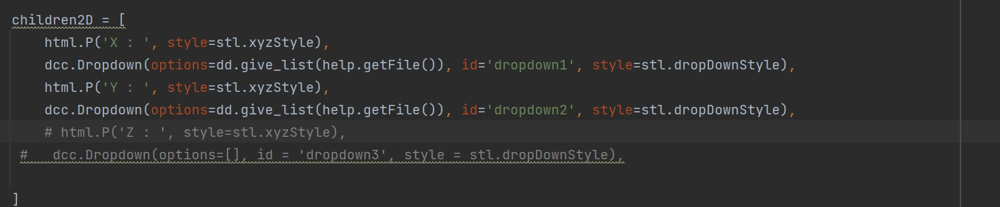 children2D = [
    html.P('X : ', style=stl.xyzStyle),
    dcc.Dropdown(options=dd.give_list(help.getFile()), id='dropdown1', style=stl.dropDownStyle),
    html.P('Y : ', style=stl.xyzStyle),
    dcc.Dropdown(options=dd.give_list(help.getFile()), id='dropdown2', style=stl.dropDownStyle),
    # html.P('Z : ', style=stl.xyzStyle),
 #   dcc.Dropdown(options=[], id = 'dropdown3', style = stl.dropDownStyle),
]